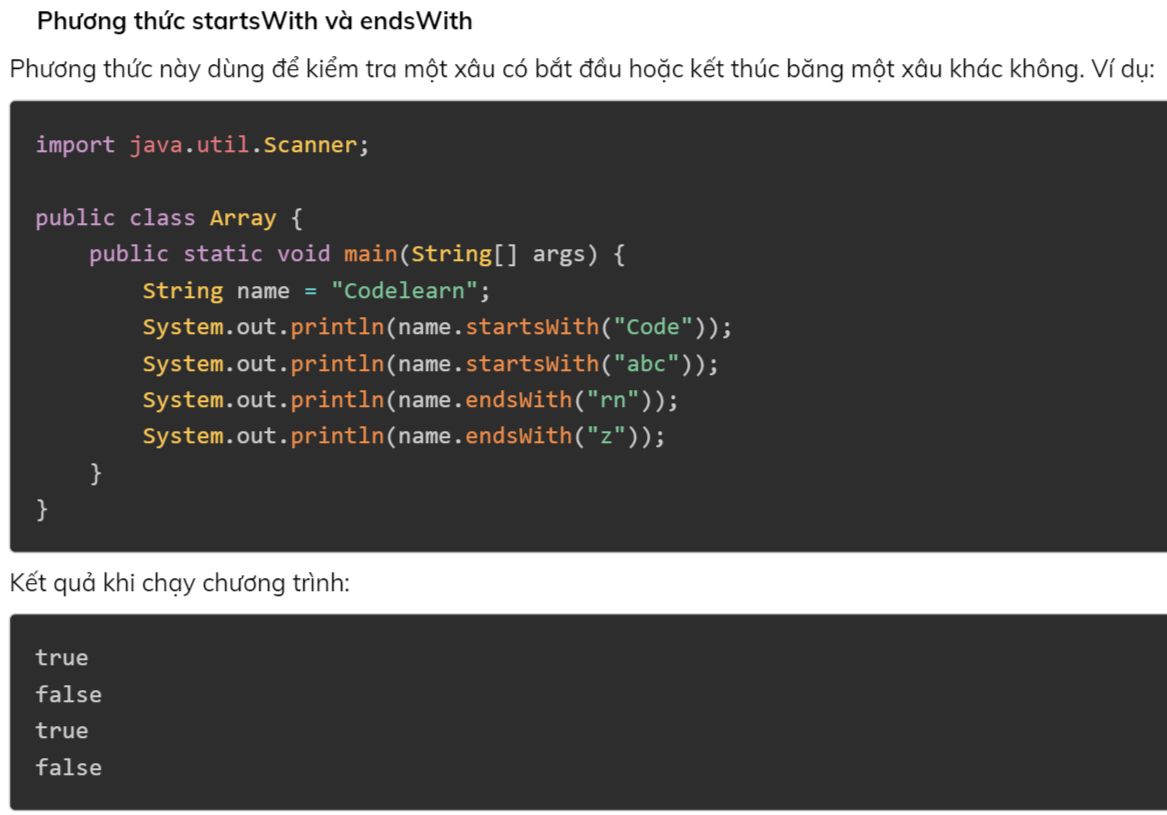 Phương thức startsWith và endsWith
Phương thức này dùng để kiểm tra một xâu có bắt đầu hoặc kết thúc băng một xâu khác không. Ví dụ:
import java.util.Scanner;
public class Array {
    public static void main(String[] args) {
        String name = "Codelearn";
        System.out.println(name.startsWith("Code"));
        System.out.println(name.startsWith("abc"));
        System.out.println(name.endsWith("rn"));
        System.out.println(name.endsWith("z"));
    }
}
Kết quả khi chạy chương trình:
true
false
true
false